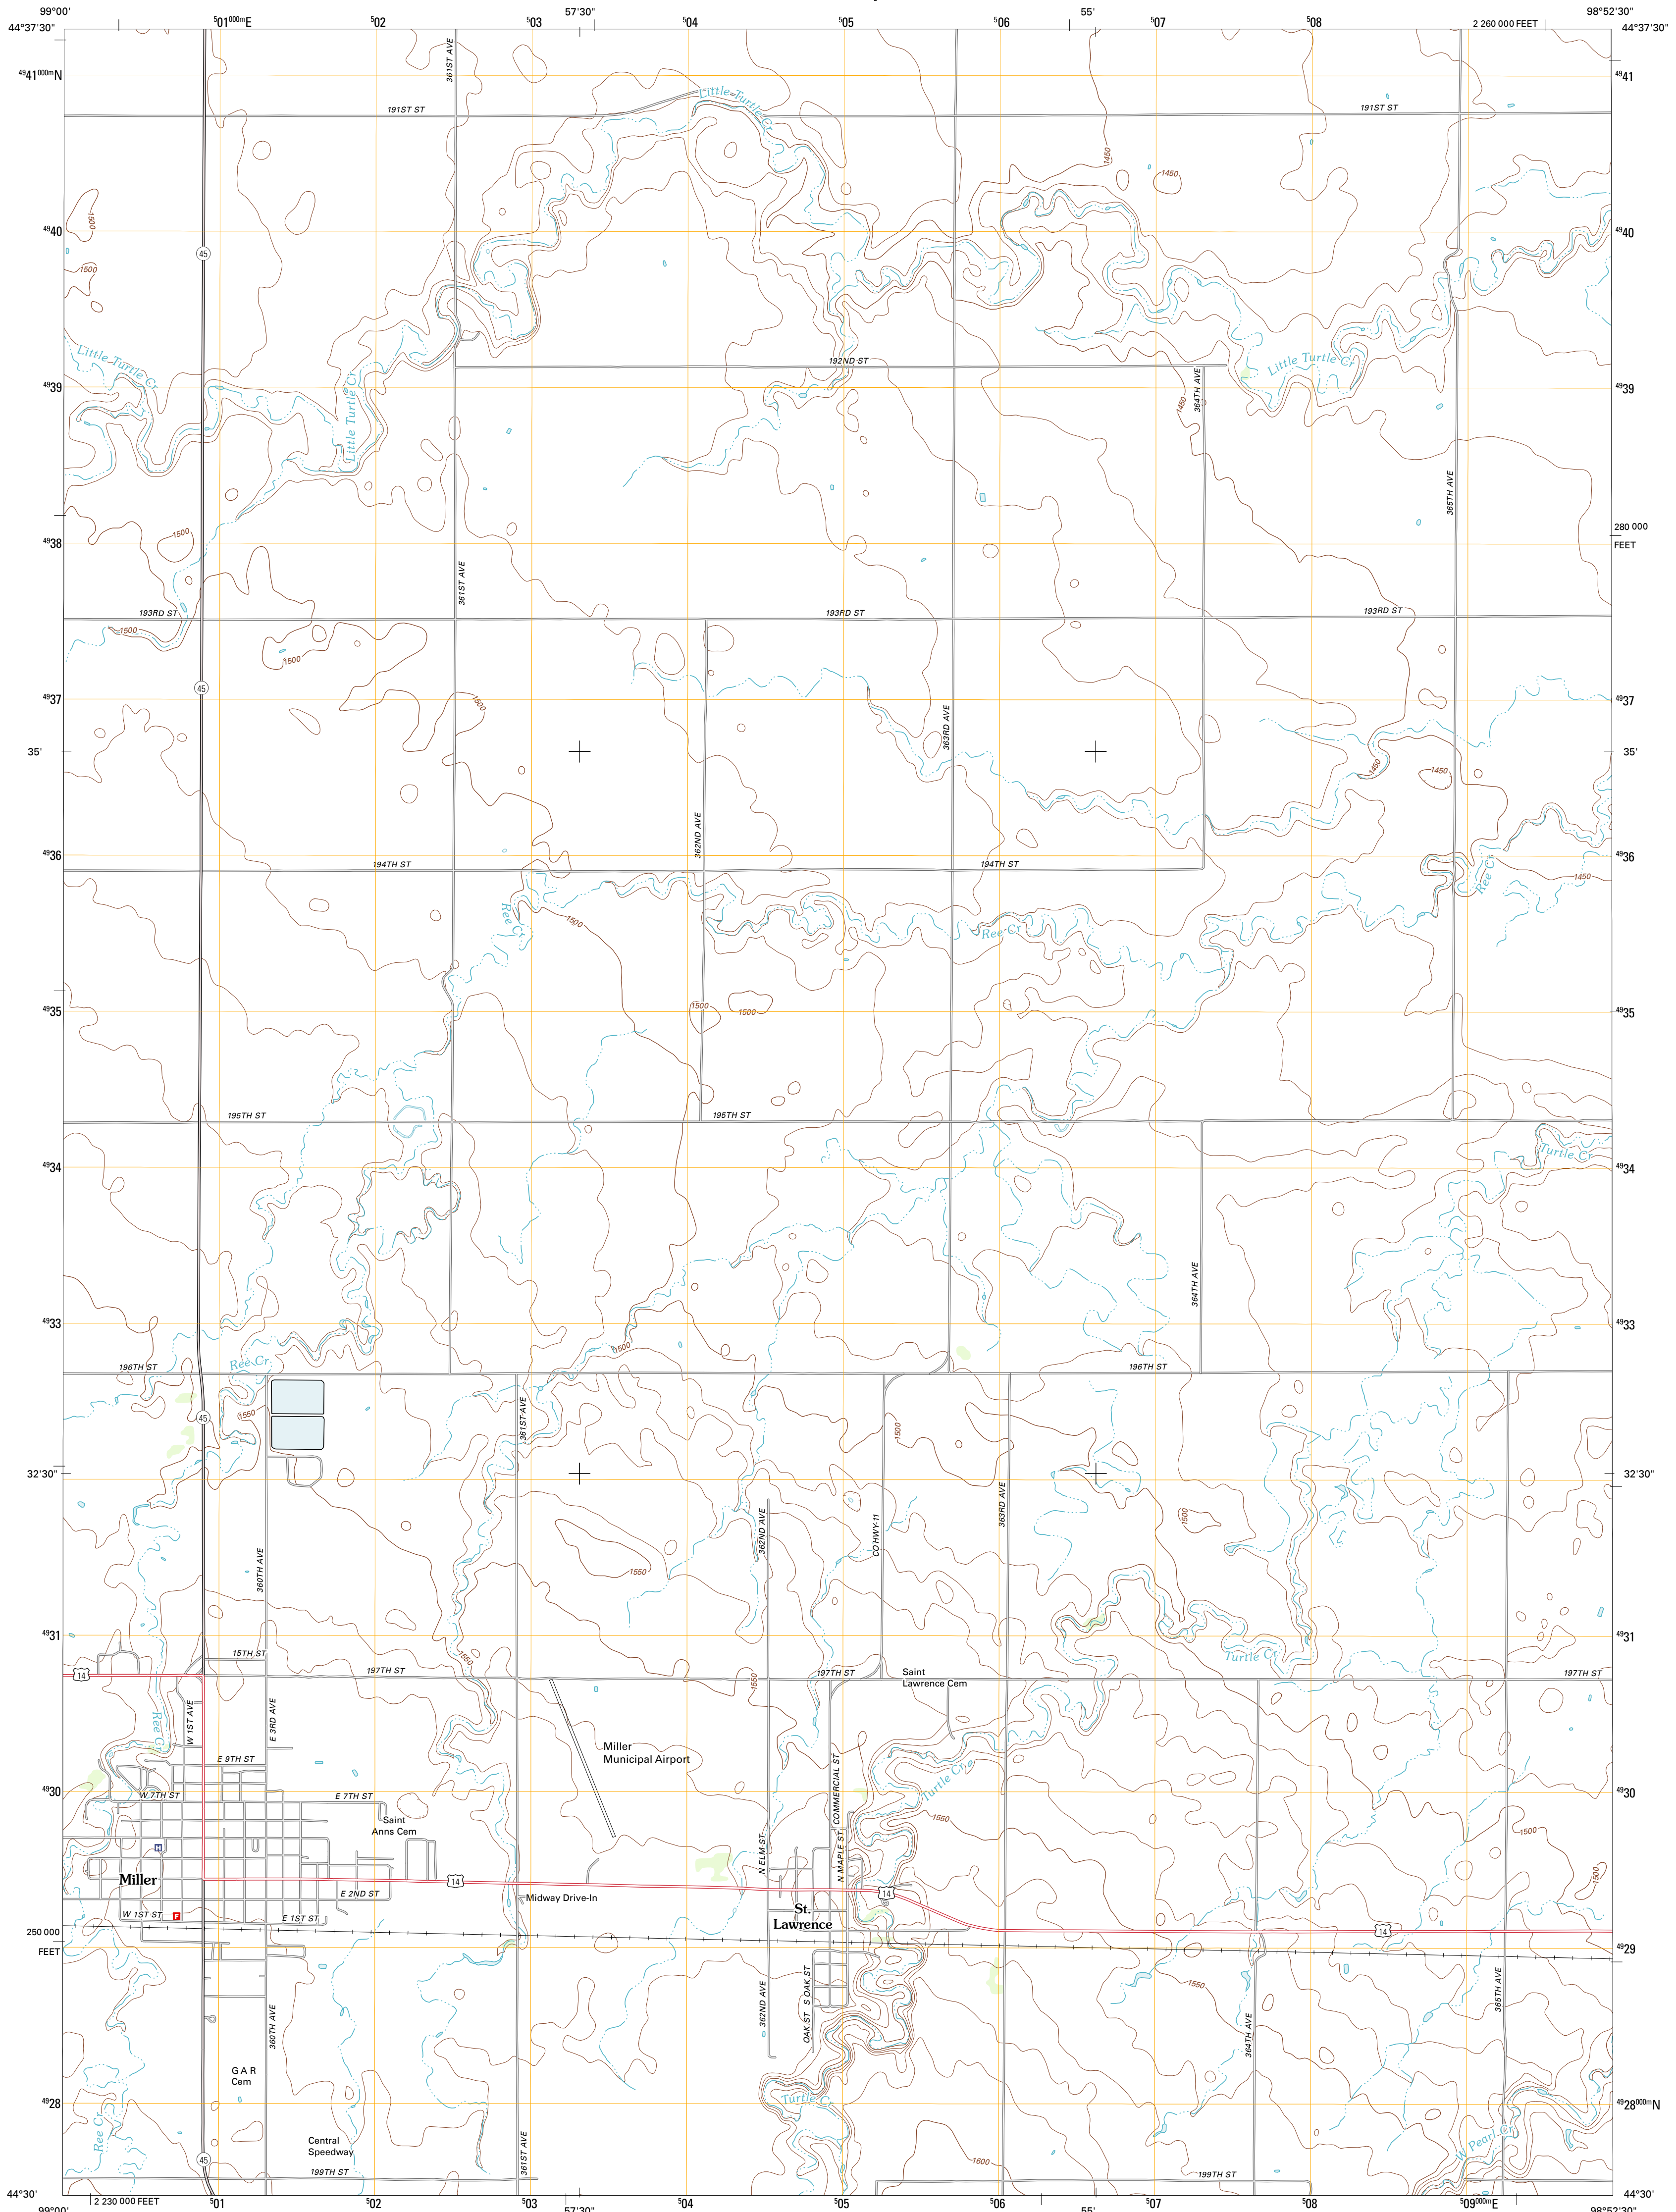 99°00'
⁵01⁰⁰⁰ᵐE
⁵02
⁵03
57'30"
⁵04
⁵05
⁵06
55'
⁵07
⁵08
2 260 000 FEET
98°52'30"
44°37'30"
44°37'30"
⁴⁹41⁰⁰⁰ᵐN
361ST AVE
⁴⁹41
Little Turtle Cr
191ST ST
191ST ST
1450
1450
1500
⁴⁹40
⁴⁹40
45
1500
Little Turtle Cr
192ND ST
Little Turtle Cr
⁴⁹39
Little Turtle Cr
364TH AVE
1450
⁴⁹39
365TH AVE
280 000
FEET
1500
⁴⁹38
⁴⁹38
361ST AVE
193RD ST
193RD ST
193RD ST
1500
1500
45
⁴⁹37
1500
363RD AVE
⁴⁹37
35'
35'
1450
1450
362ND AVE
⁴⁹36
194TH ST
194TH ST
⁴⁹36
Ree Cr
1450
Ree Cr
1500
Ree Cr
1500
1500
⁴⁹35
⁴⁹35
195TH ST
195TH ST
Turtle Cr
⁴⁹34
⁴⁹34
364TH AVE
⁴⁹33
⁴⁹33
1500
Ree Cr
196TH ST
196TH ST
45
1550
361ST AVE
1500
32'30"
32'30"
363RD AVE
362ND AVE
CO HWY-11
1500
360TH AVE
1550
⁴⁹31
⁴⁹31
15TH ST
1550
Turtle Cr
14
197TH ST
1550
197TH ST
Saint
Lawrence Cem
197TH ST
W 1ST AVE
E 3RD AVE
Ree Cr
E 9TH ST
Miller
Municipal Airport
⁴⁹30
W 7TH ST
E 7TH ST
N COMMERCIAL ST
Turtle Cr
⁴⁹30
Saint
Anns Cem
1550
1500
H
N ELM ST
N MAPLE ST
1500
Miller
14
E 2ND ST
Midway Drive-In
14
W 1ST ST
F
E 1ST ST
St.
Lawrence
250 000
FEET
14
⁴⁹29
362ND AVE
OAK ST
S OAK ST
1550
365TH AVE
360TH AVE
364TH AVE
G A R
Cem
⁴⁹28
Turtle Cr
⁴⁹28⁰⁰⁰ᵐN
Ree Cr
Central
Speedway
361ST AVE
W Pearl Cr
45
1600
199TH ST
199TH ST
44°30'
44°30'
99°00'
2 230 000 FEET
⁵01
⁵02
⁵03
57'30"
⁵04
⁵05
⁵06
55'
⁵07
⁵08
⁵09⁰⁰⁰ᵐE
98°52'30"